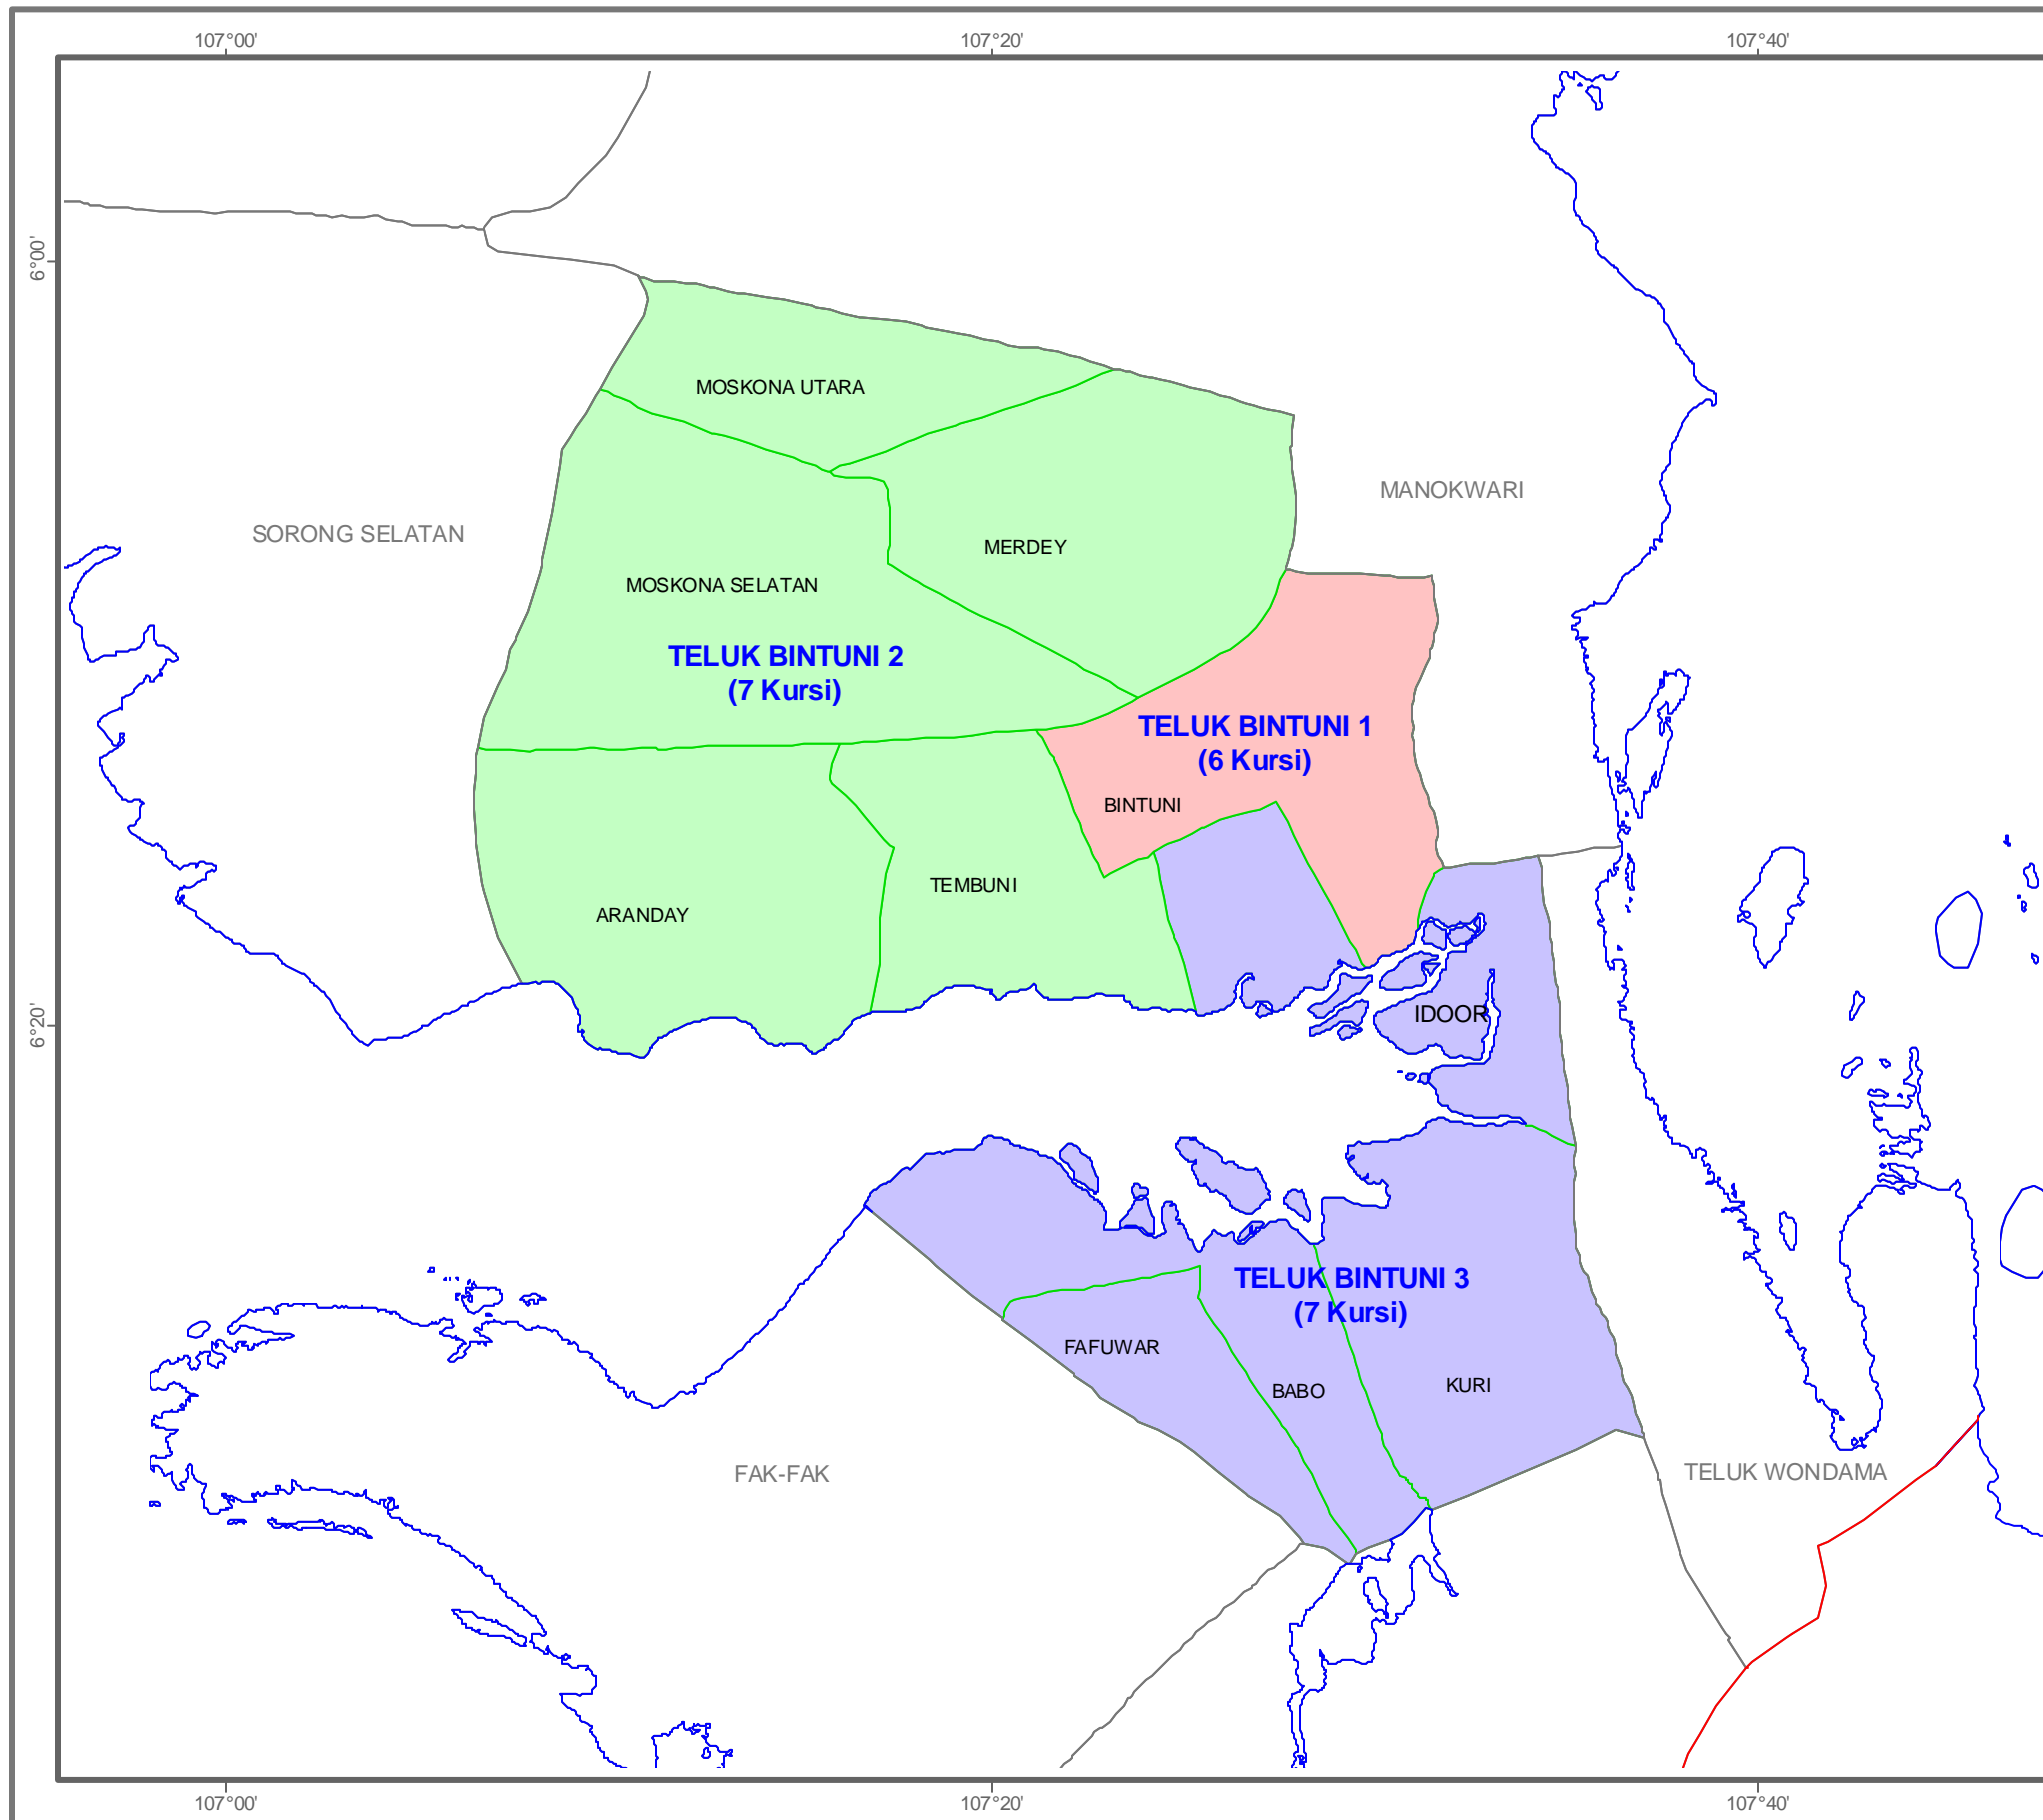 107°00'
107°20'
107°40'
6°00'
MOSKONA UTARA
MANOKWARI
SORONG SELATAN
MERDEY
MOSKONA SELATAN
TELUK BINTUNI 2
(7 Kursi)
TELUK BINTUNI 1
(6 Kursi)
BINTUNI
TEMBUNI
ARANDAY
6°20'
IDOOR
TELUK BINTUNI 3
(7 Kursi)
FAFUWAR
BABO
KURI
FAK-FAK
TELUK WONDAMA
107°00'
107°20'
107°40'